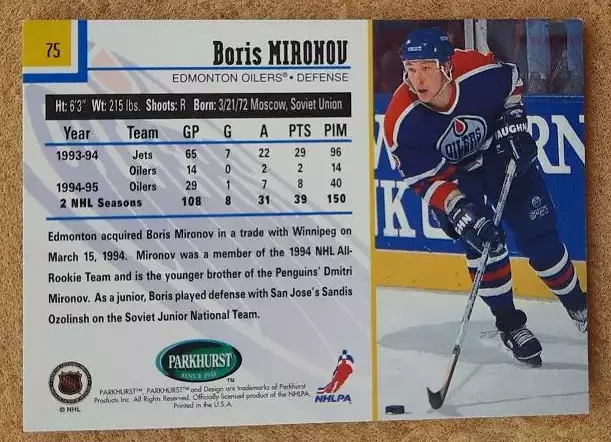 75
Boris MIRONOV
EDMONTON OILERS® • DEFENSE
Ht: 6'3" Wt: 215 lbs. Shoots: R Born: 3/21/72 Moscow, Soviet Union
Year Team GP G A PTS PIM
1993-94 Jets 65 7 22 29 96
Oilers 14 0 2 2 14
1994-95 Oilers 29 1 7 8 40
2 NHL Seasons 108 8 31 39 150
Edmonton acquired Boris Mironov in a trade with Winnipeg on
March 15, 1994. Mironov was a member of the 1994 NHL All-
Rookie Team and is the younger brother of the Penguins' Dmitri
Mironov. As a junior, Boris played defense with San Jose's Sandis
Ozolinsh on the Soviet Junior National Team.
PARKHURST
SINCE 1951
™
NHL
© NHL
PARKHURST™, PARKHURST™ and Design are trademarks of Parkhurst
Products Inc. All Rights Reserved. Official licensed product of the NHLPA.
Printed in the U.S.A.
NHLPA
OILERS
VAUGHN